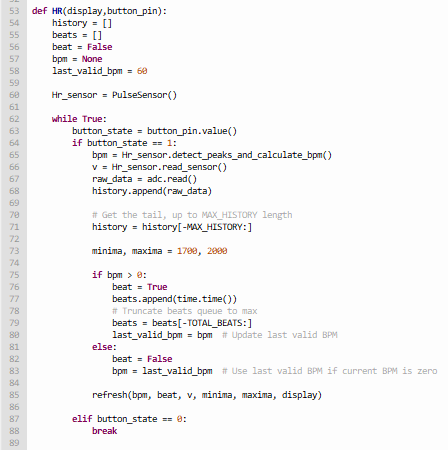 53 def HR(display,button_pin):
54     history = []
55     beats = []
56     beat = False
57     bpm = None
58     last_valid_bpm = 60
59
60     Hr_sensor = PulseSensor()
61
62     while True:
63         button_state = button_pin.value()
64         if button_state == 1:
65             bpm = Hr_sensor.detect_peaks_and_calculate_bpm()
66             v = Hr_sensor.read_sensor()
67             raw_data = adc.read()
68             history.append(raw_data)
69
70             # Get the tail, up to MAX_HISTORY length
71             history = history[-MAX_HISTORY:]
72
73             minima, maxima = 1700, 2000
74
75             if bpm > 0:
76                 beat = True
77                 beats.append(time.time())
78                 # Truncate beats queue to max
79                 beats = beats[-TOTAL_BEATS:]
80                 last_valid_bpm = bpm  # Update last valid BPM
81             else:
82                 beat = False
83                 bpm = last_valid_bpm  # Use last valid BPM if current BPM is zero
84
85             refresh(bpm, beat, v, minima, maxima, display)
86
87         elif button_state == 0:
88             break
89